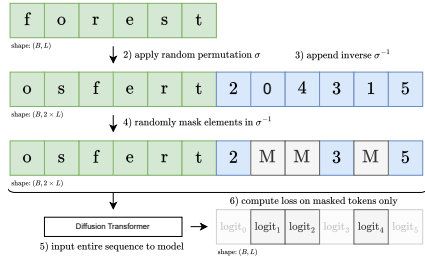 f o r e s t
shape: (B, L)
2) apply random permutation σ
3) append inverse σ⁻¹
o s f e r t 2 0 4 3 1 5
shape: (B, 2 × L)
4) randomly mask elements in σ⁻¹
o s f e r t 2 M M 3 M 5
shape: (B, 2 × L)
6) compute loss on masked tokens only
Diffusion Transformer
logit₀ logit₁ logit₂ logit₃ logit₄ logit₅
5) input entire sequence to model
shape: (B, L)